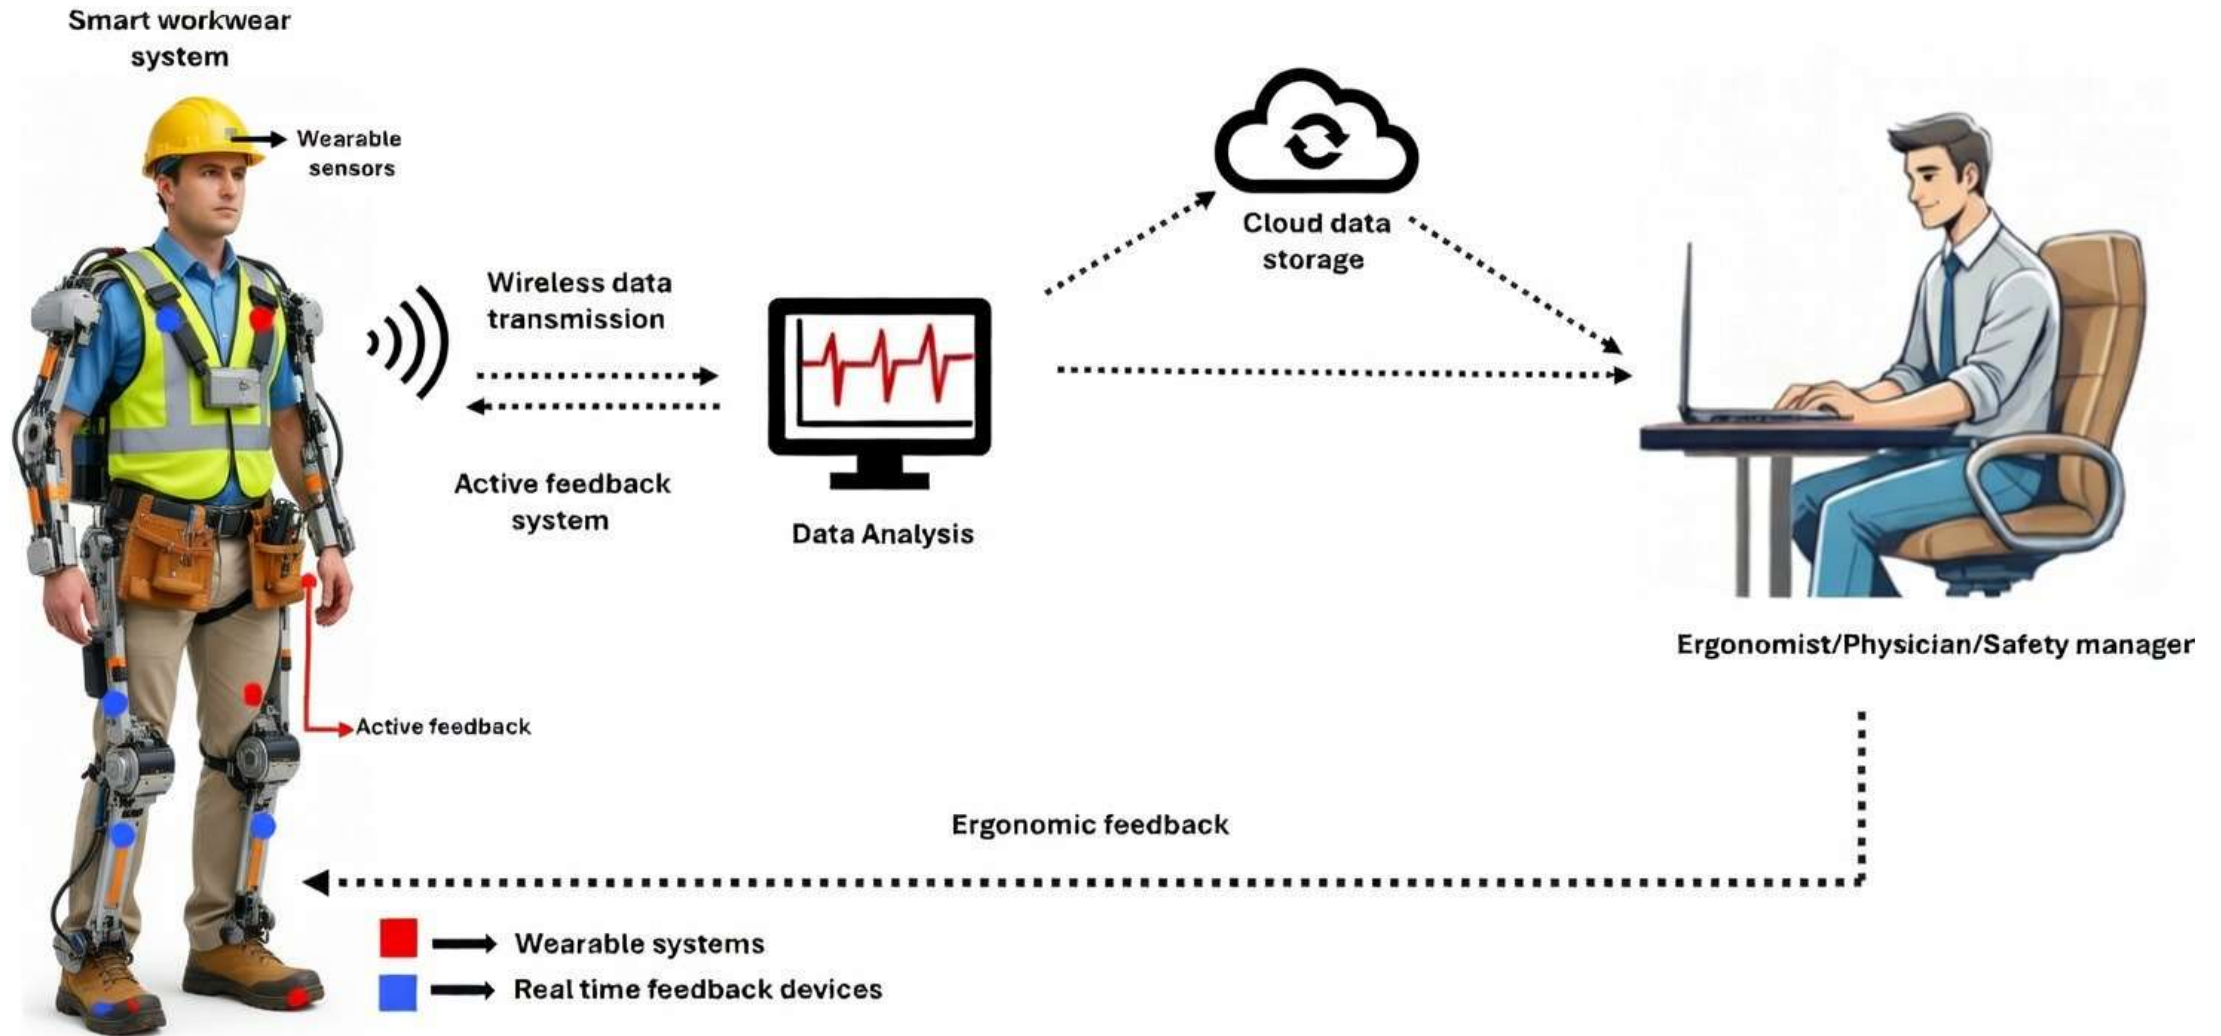 Smart workwear
system
Wearable
sensors
Wireless data
transmission
Active feedback
system
Data Analysis
Cloud data
storage
Ergonomist/Physician/Safety manager
Active feedback
Ergonomic feedback
Wearable systems
Real time feedback devices